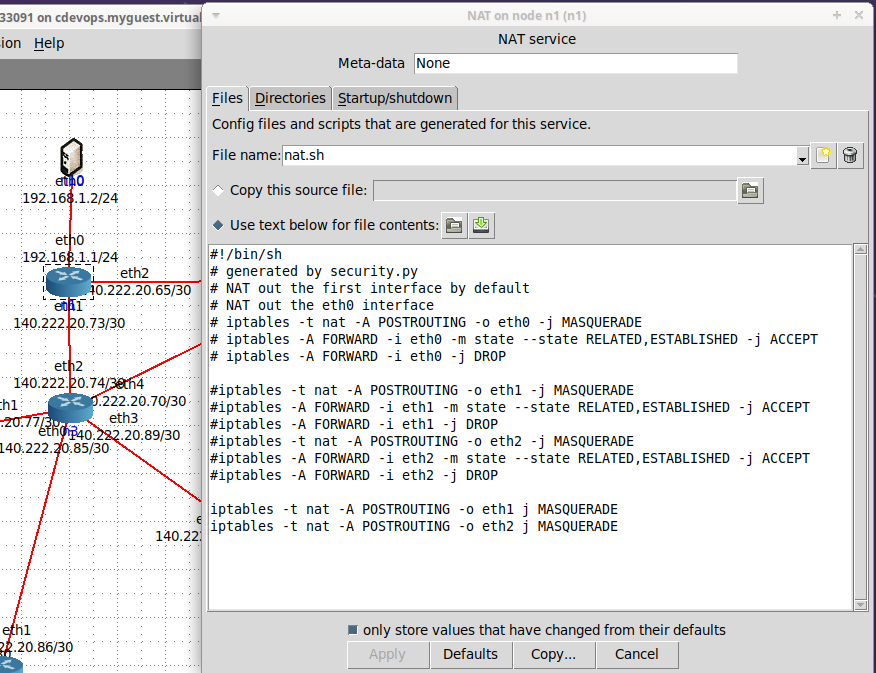 33091 on cdevops.myguest.virtual
ion Help
eth0
192.168.1.2/24
eth0
192.168.1.1/24
eth2
40.222.20.65/30
eth1
140.222.20.73/30
eth2
140.222.20.74/30
eth4
0.222.20.70/30
th1
20.77/30
eth3
140.222.20.89/30
eth0
n3
140.222.20.85/30
e
140.22
eth1
2.20.86/30
NAT on node n1 (n1)
NAT service
Meta-data None
Files Directories Startup/shutdown
Config files and scripts that are generated for this service.
File name: nat.sh
Copy this source file:
Use text below for file contents:
#!/bin/sh
# generated by security.py
# NAT out the first interface by default
# NAT out the eth0 interface
# iptables -t nat -A POSTROUTING -o eth0 -j MASQUERADE
# iptables -A FORWARD -i eth0 -m state --state RELATED,ESTABLISHED -j ACCEPT
# iptables -A FORWARD -i eth0 -j DROP
#iptables -t nat -A POSTROUTING -o eth1 -j MASQUERADE
#iptables -A FORWARD -i eth1 -m state --state RELATED,ESTABLISHED -j ACCEPT
#iptables -A FORWARD -i eth1 -j DROP
#iptables -t nat -A POSTROUTING -o eth2 -j MASQUERADE
#iptables -A FORWARD -i eth2 -m state --state RELATED,ESTABLISHED -j ACCEPT
#iptables -A FORWARD -i eth2 -j DROP
iptables -t nat -A POSTROUTING -o eth1 j MASQUERADE
iptables -t nat -A POSTROUTING -o eth2 j MASQUERADE
only store values that have changed from their defaults
Apply Defaults Copy... Cancel